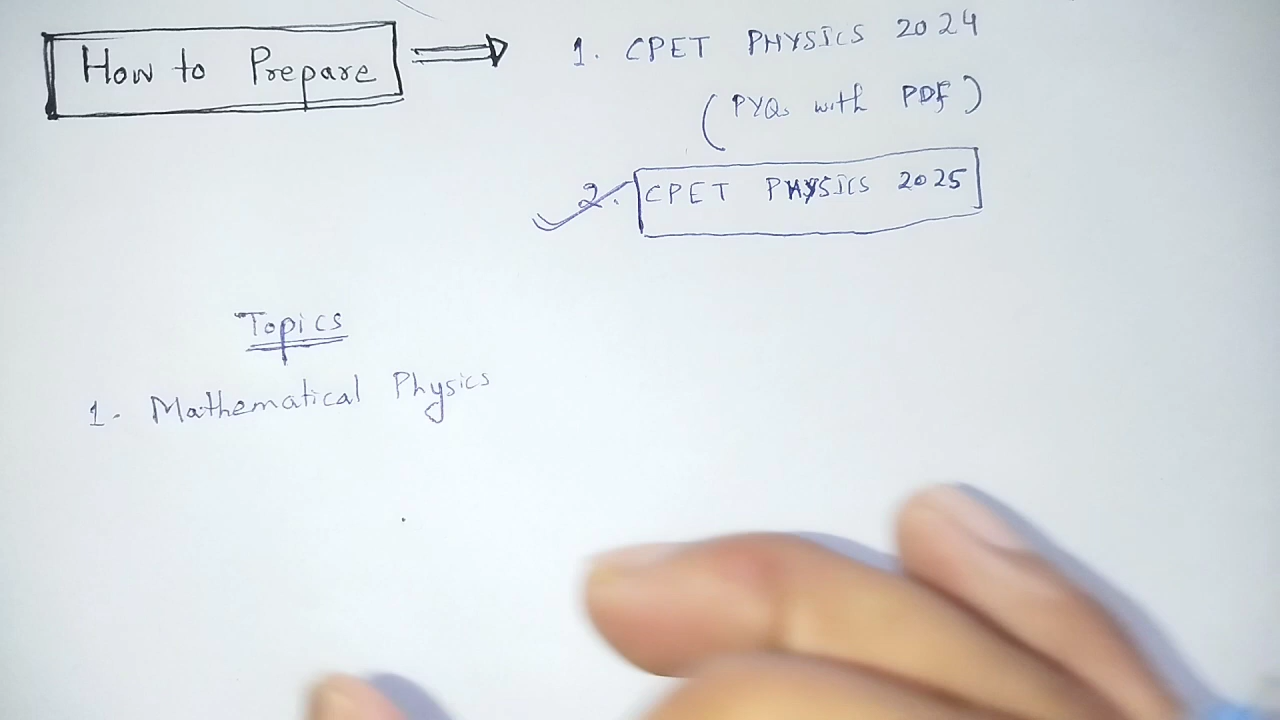 How to Prepare
1. CPET PHYSICS 2024
(PYQs with PDF)
2. CPET PHYSICS 2025
Topics
1. Mathematical Physics